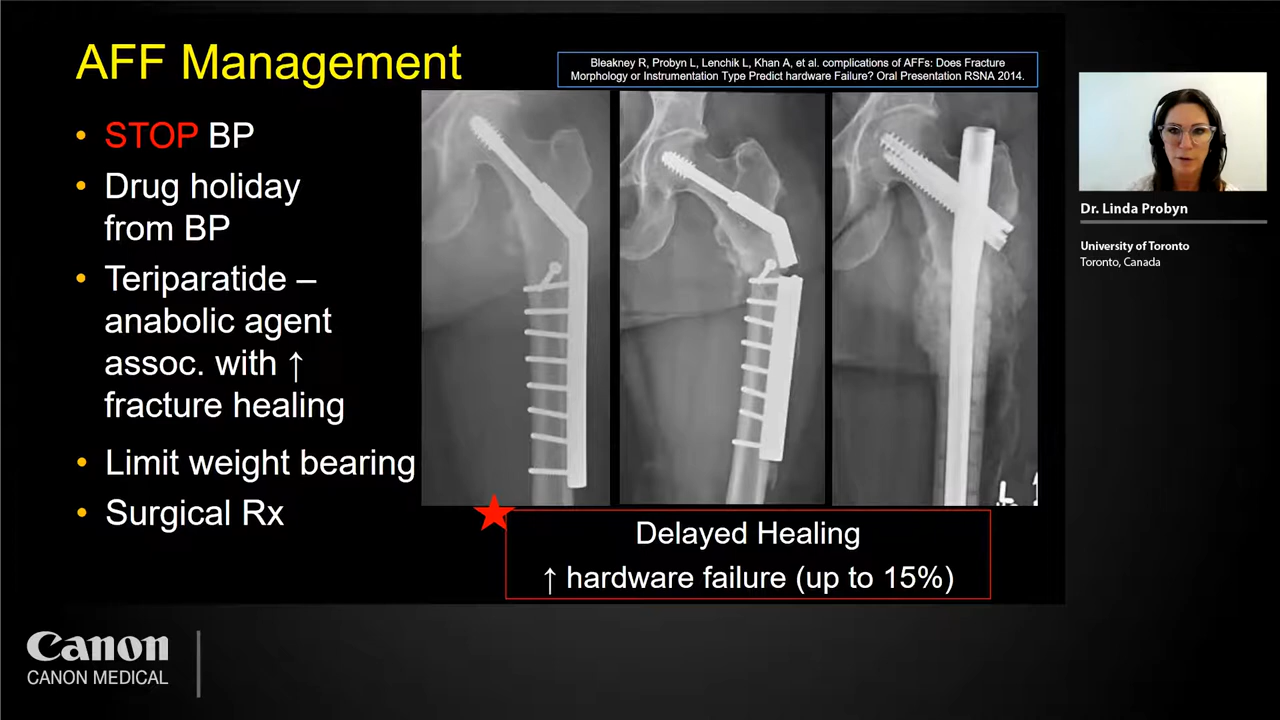 AFF Management
Bleakney R, Probyn L, Lenchik L, Khan A, et al. complications of AFFs: Does Fracture
Morphology or Instrumentation Type Predict hardware Failure? Oral Presentation RSNA 2014.
• STOP BP
• Drug holiday
from BP
• Teriparatide –
anabolic agent
assoc. with ↑
fracture healing
• Limit weight bearing
• Surgical Rx
Delayed Healing
↑ hardware failure (up to 15%)
Dr. Linda Probyn
University of Toronto
Toronto, Canada
Canon
CANON MEDICAL